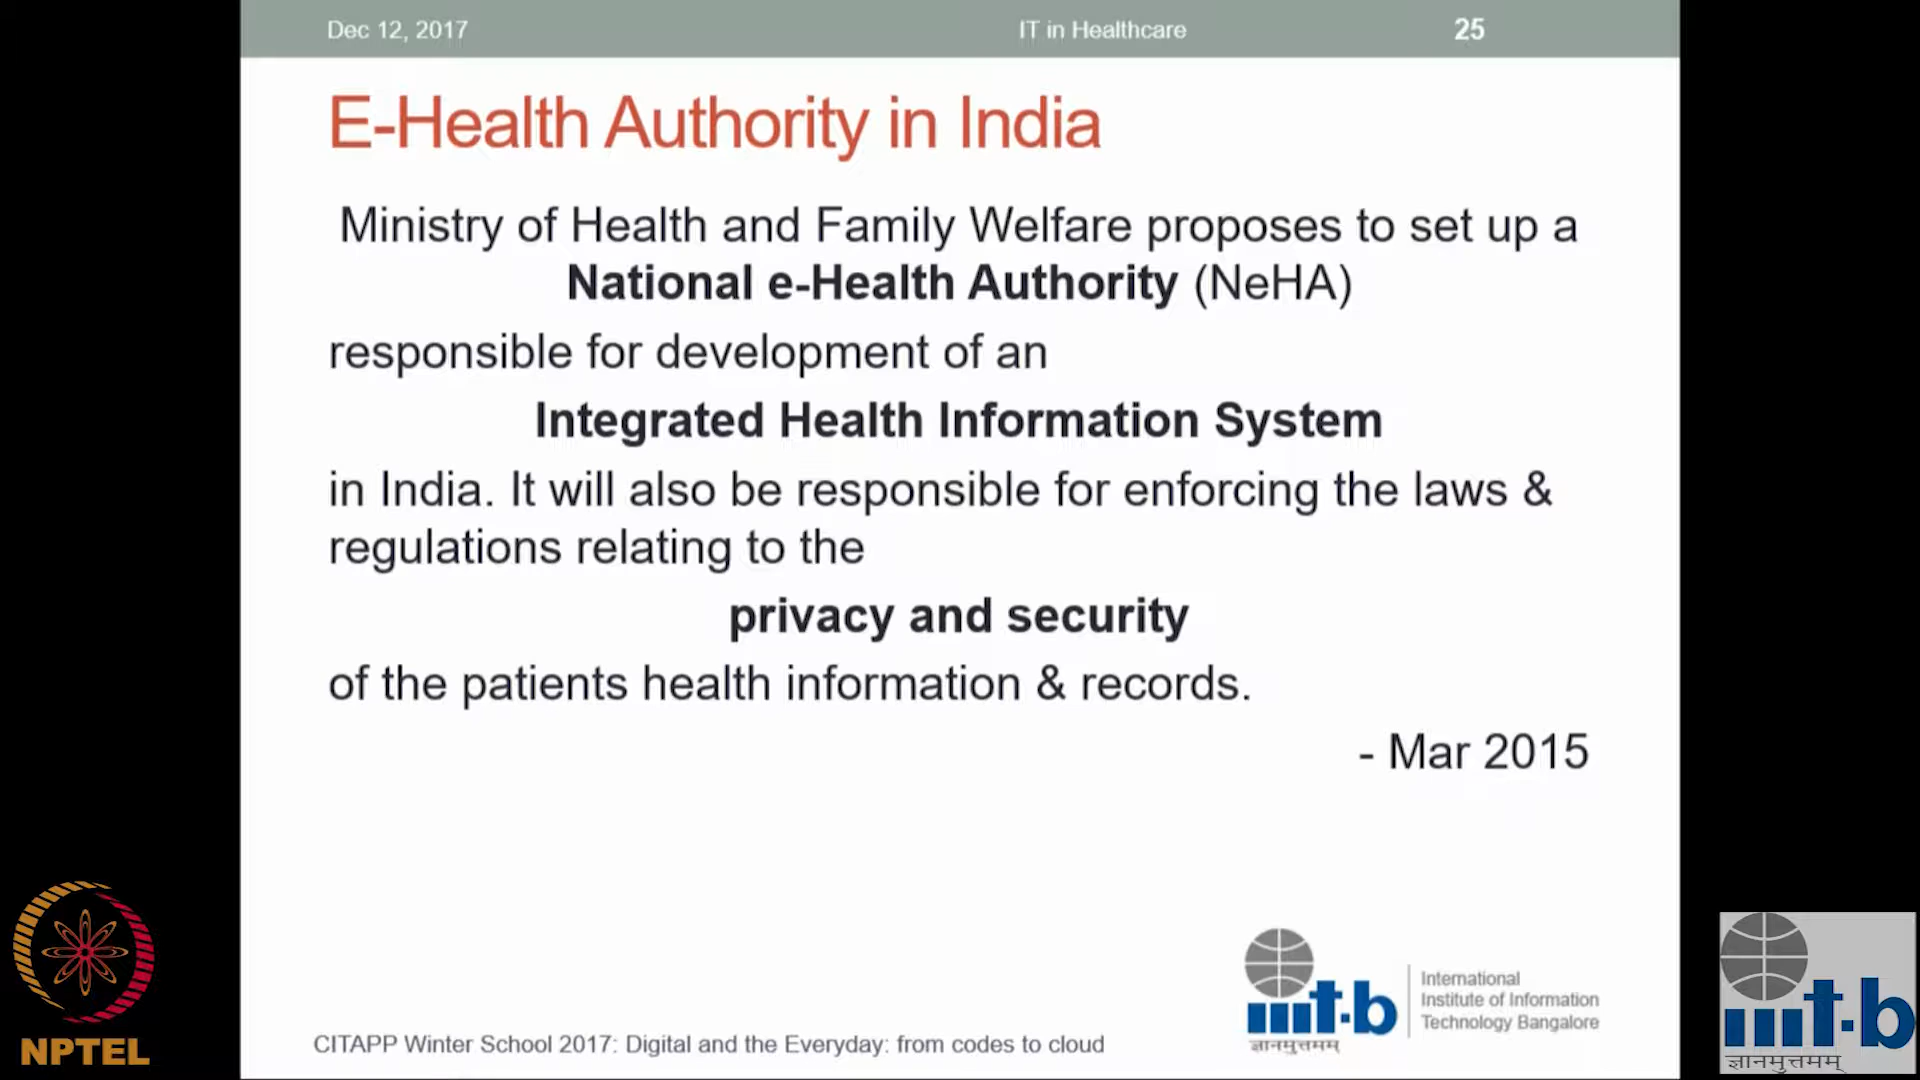 Dec 12, 2017 IT in Healthcare 25
E-Health Authority in India
Ministry of Health and Family Welfare proposes to set up a
National e-Health Authority (NeHA)
responsible for development of an
Integrated Health Information System
in India. It will also be responsible for enforcing the laws &
regulations relating to the
privacy and security
of the patients health information & records.
- Mar 2015
iiit-b
ज्ञानमुत्तमम्
International
Institute of Information
Technology Bangalore
CITAPP Winter School 2017: Digital and the Everyday: from codes to cloud
NPTEL
iiit-b
ज्ञानमुत्तमम्